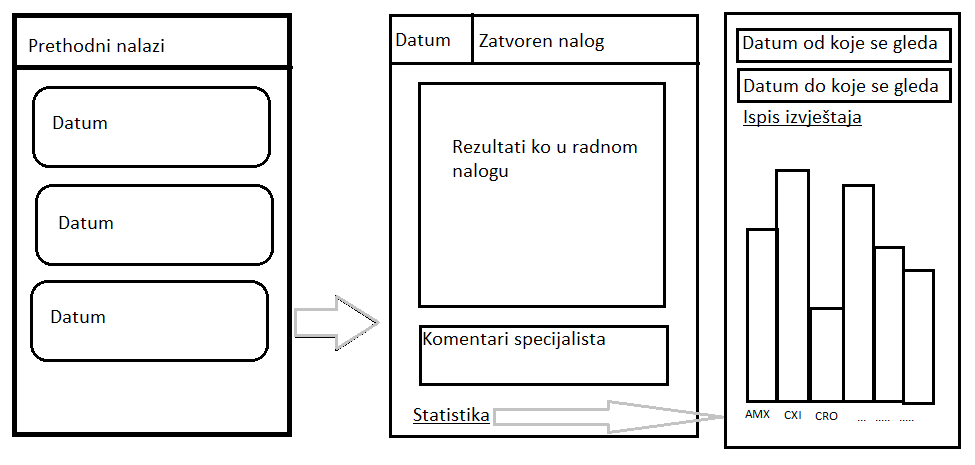 Prethodni nalazi
Datum
Datum
Datum
Datum
Zatvoren nalog
Rezultati ko u radnom
nalogu
Komentari specijalista
Statistika
Datum od koje se gleda
Datum do koje se gleda
Ispis izvještaja
AMX CXI CRO ... ..... .....